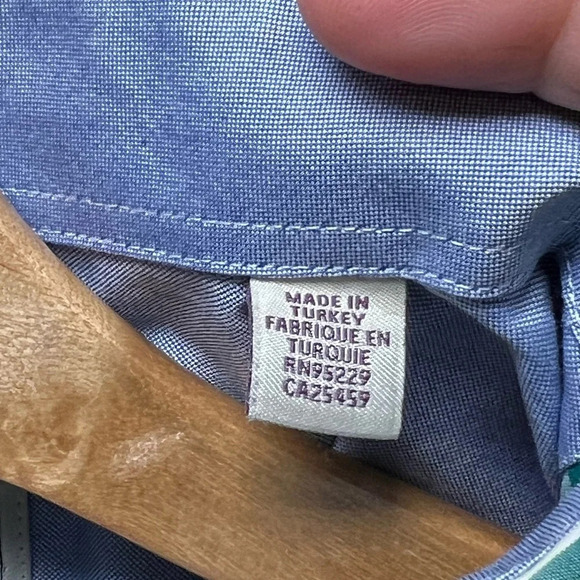 MADE IN
TURKEY
FABRIQUE EN
TURQUIE
RN95229
CA25459